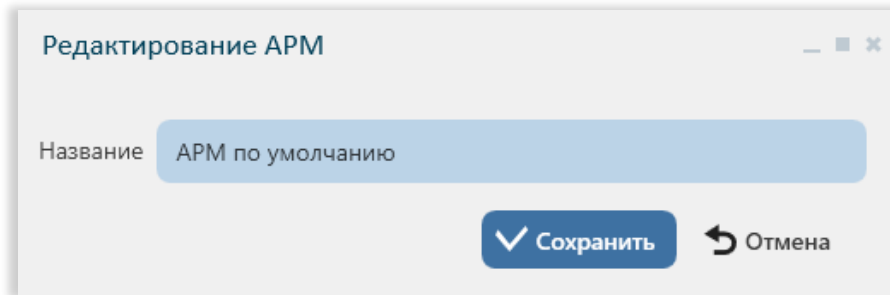 Редактирование АРМ
Название АРМ по умолчанию
Сохранить Отмена